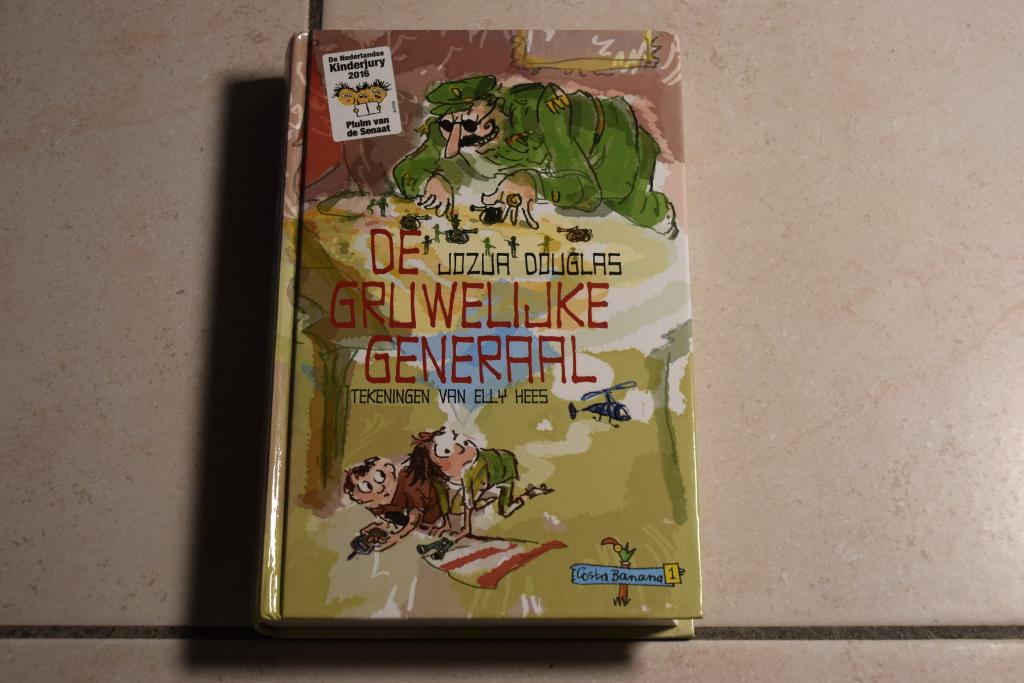 De Nederlandse
Kinderjury
2016
Pluim van
de Senaat
DE
JOZUA DOUGLAS
GRUWELIJKE
GENERAAL
TEKENINGEN VAN ELLY HEES
Costa Banana 1